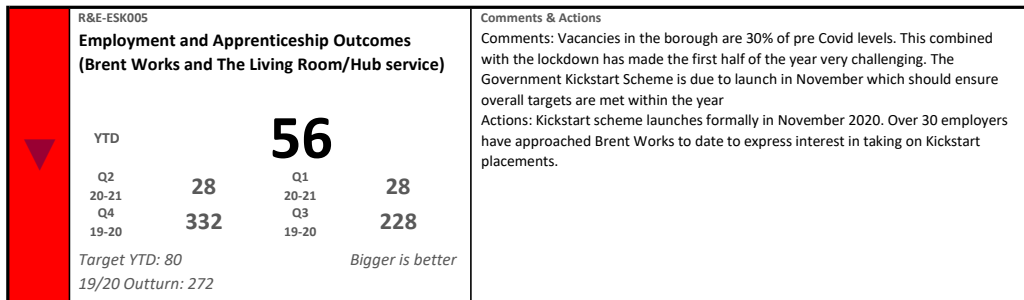 R&E-ESK005
Employment and Apprenticeship Outcomes
(Brent Works and The Living Room/Hub service)
YTD
56
Q2
20-21
28
Q1
20-21
28
Q4
19-20
332
Q3
19-20
228
Target YTD: 80
Bigger is better
19/20 Outturn: 272
Comments & Actions
Comments: Vacancies in the borough are 30% of pre Covid levels. This combined
with the lockdown has made the first half of the year very challenging. The
Government Kickstart Scheme is due to launch in November which should ensure
overall targets are met within the year
Actions: Kickstart scheme launches formally in November 2020. Over 30 employers
have approached Brent Works to date to express interest in taking on Kickstart
placements.